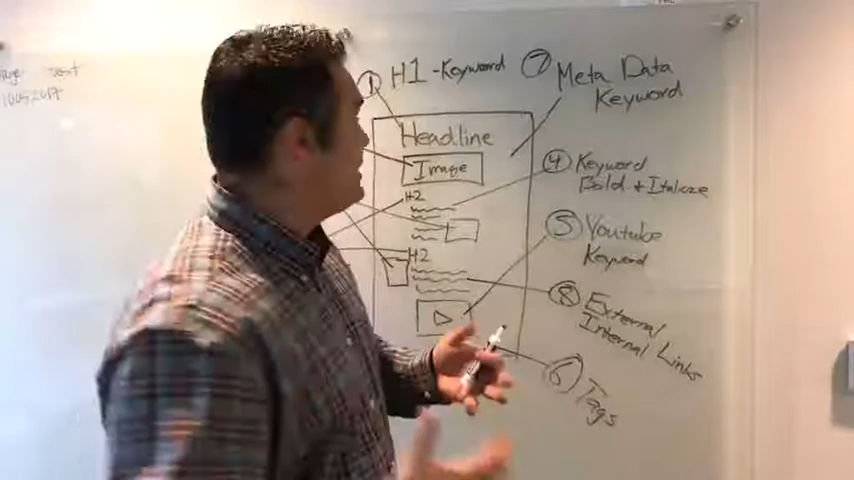 10052017
1 H1 - Keyword
7 Meta Data
Keyword
Headline
Image
H2
4 Keyword
Bold + Italicize
5 Youtube
Keyword
H2
8 External
Internal Links
6 Tags